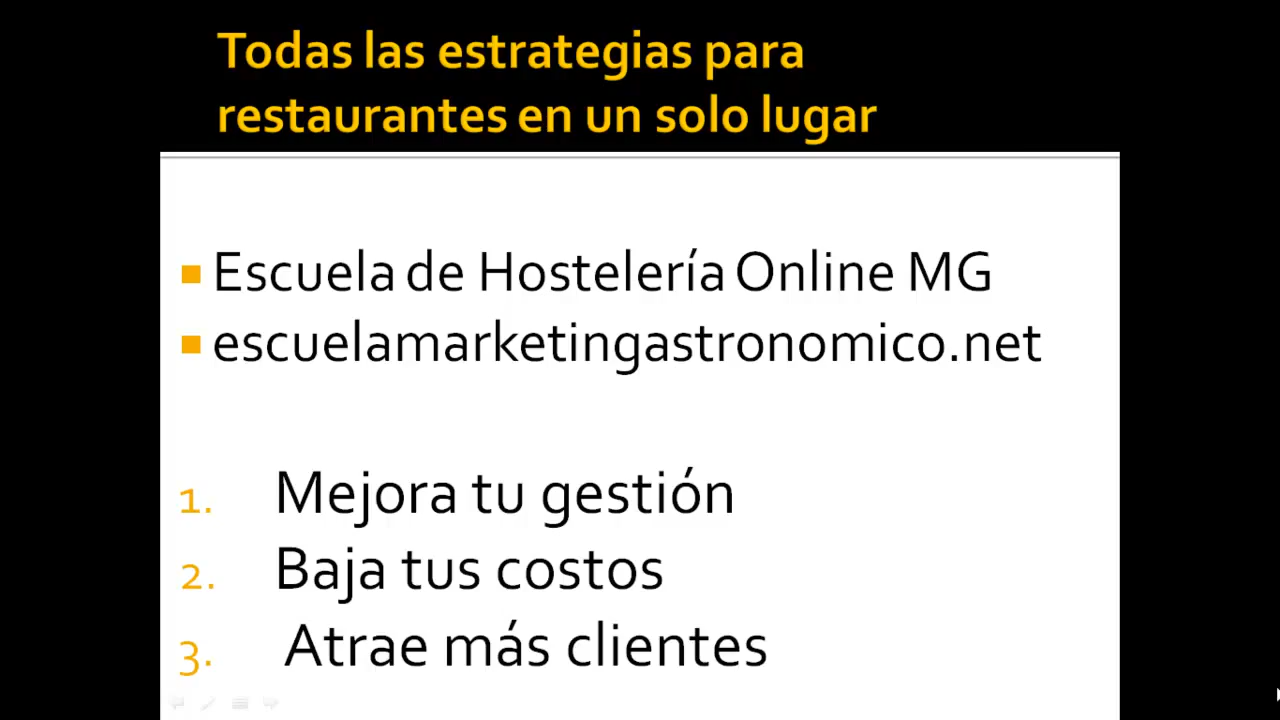 Todas las estrategias para
restaurantes en un solo lugar
Escuela de Hostelería Online MG
escuelamarketingastronomico.net
1. Mejora tu gestión
2. Baja tus costos
3. Atrae más clientes